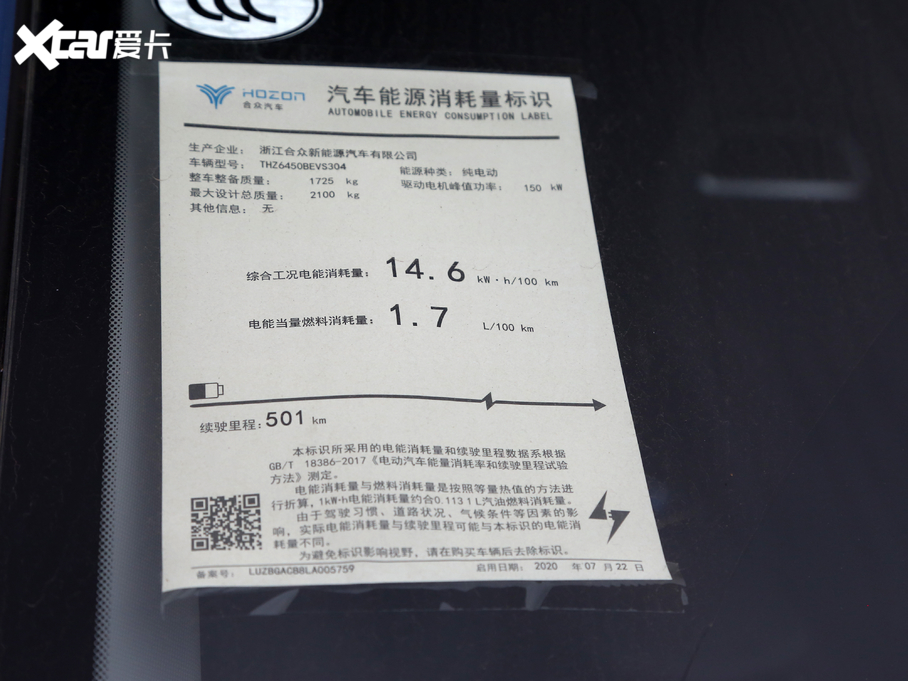 CCC
Xcar爱卡
HOZON
合众汽车
汽车能源消耗量标识
AUTOMOBILE ENERGY CONSUMPTION LABEL
生产企业： 浙江合众新能源汽车有限公司
车辆型号： THZ6450BEVS304 能源种类： 纯电动
整车整备质量： 1725 kg 驱动电机峰值功率： 150 kW
最大设计总质量： 2100 kg
其他信息： 无
综合工况电能消耗量： 14.6 kW·h/100 km
电能当量燃料消耗量： 1.7 L/100 km
续驶里程： 501 km
本标识所采用的电能消耗量和续驶里程数据系根据
GB/T 18386-2017《电动汽车能量消耗率和续驶里程试验
方法》测定。
电能消耗量与燃料消耗量是按照等量热值的方法进
行折算，1kW·h电能消耗量约合0.1131L汽油燃料消耗量。
由于驾驶习惯、道路状况、气候条件等因素的影
响，实际电能消耗量与续驶里程可能与本标识的电能消
耗量不同。
为避免标识影响视野，请在购买车辆后去除标识。
备案号： LUZBGACB8LA005759 启用日期： 2020 年 07 月 22 日